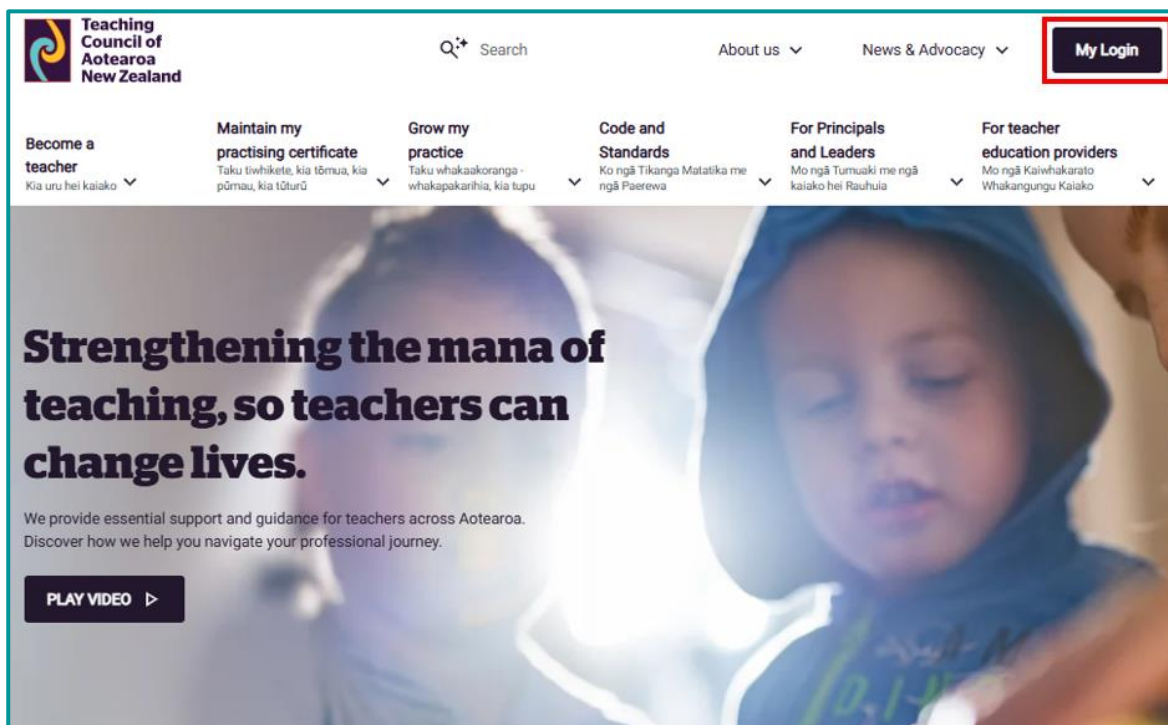 Teaching
Council of
Aotearoa
New Zealand
Search
About us
News & Advocacy
My Login
Become a
teacher
Kia uru hei kaiako
Maintain my
practising certificate
Taku tiwhikete, kia tōmua, kia
pūmau, kia tūturū
Grow my
practice
Taku whakaakoranga -
whakapakarihia, kia tupu
Code and
Standards
Ko ngā Tikanga Matatika me
ngā Paerewa
For Principals
and Leaders
Mo ngā Tumuaki me ngā
kaiako hei Rauhuia
For teacher
education providers
Mo ngā Kaiwhakarato
Whakangungu Kaiako
Strengthening the mana of
teaching, so teachers can
change lives.
We provide essential support and guidance for teachers across Aotearoa.
Discover how we help you navigate your professional journey.
PLAY VIDEO